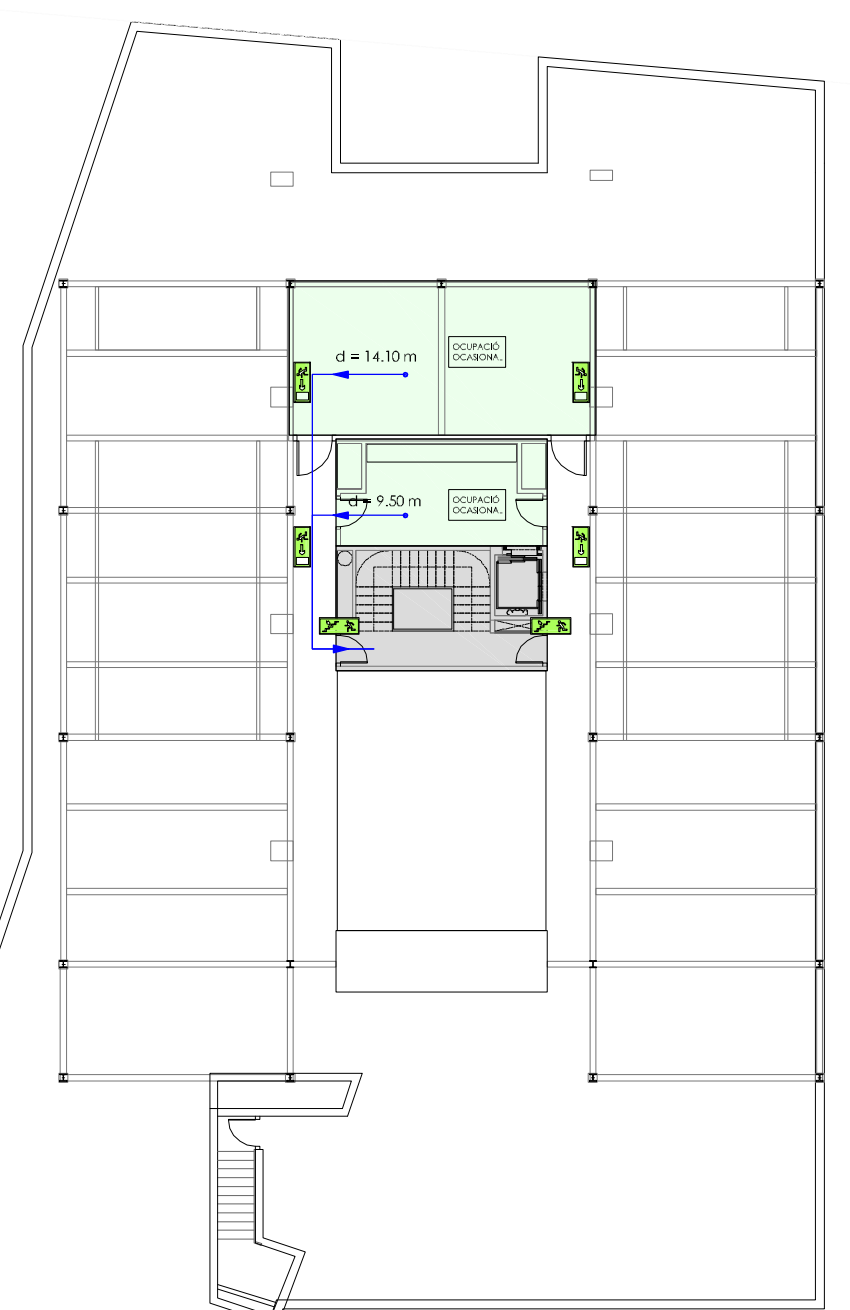 d = 14.10 m
OCUPACIÓ
OCASIONA...
d = 9.50 m
OCUPACIÓ
OCASIONA...